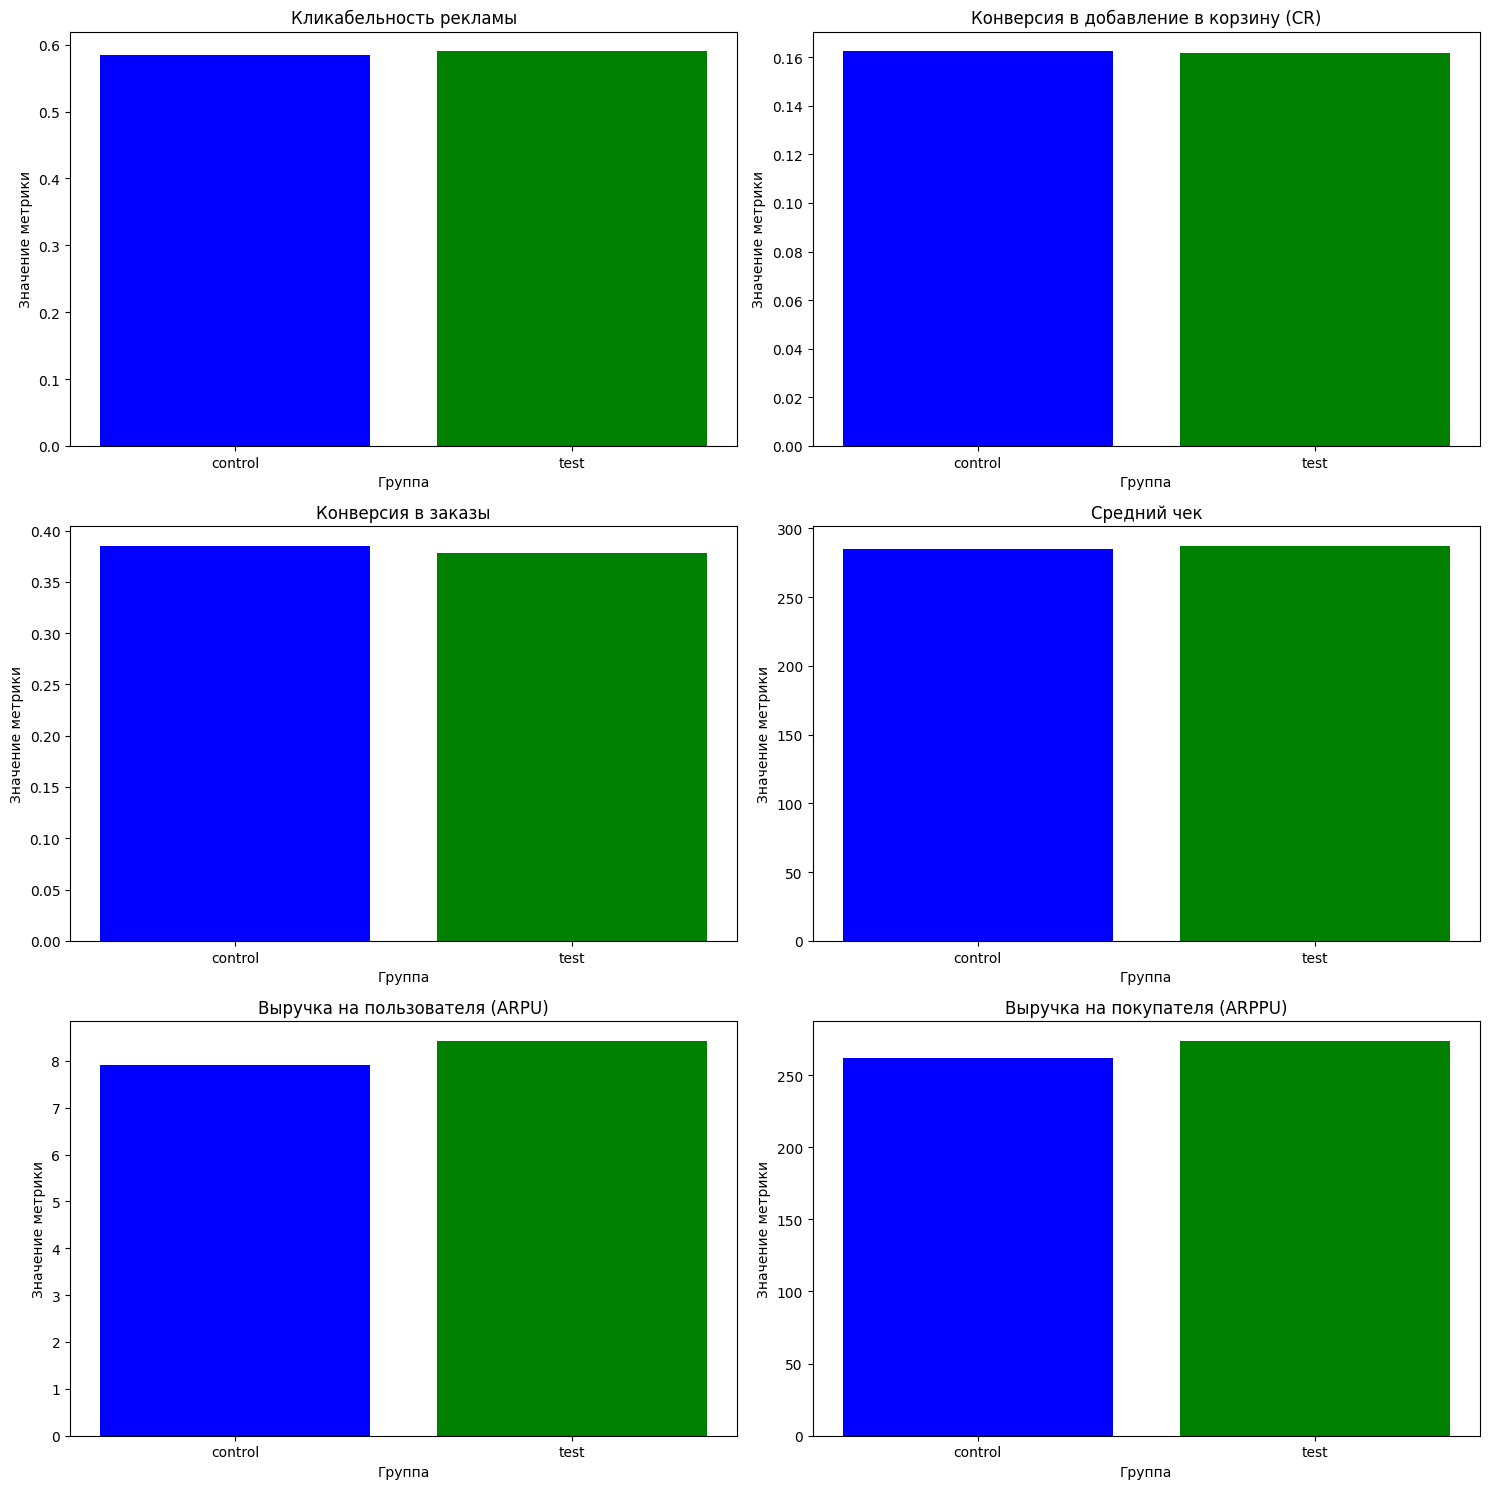 Кликабельность рекламы
0.6
0.5
0.4
0.3
0.2
0.1
0.0
Значение метрики
control
test
Группа
Конверсия в добавление в корзину (CR)
0.16
0.14
0.12
0.10
0.08
0.06
0.04
0.02
0.00
Значение метрики
control
test
Группа
Конверсия в заказы
0.40
0.35
0.30
0.25
0.20
0.15
0.10
0.05
0.00
Значение метрики
control
test
Группа
Средний чек
300
250
200
150
100
50
0
Значение метрики
control
test
Группа
Выручка на пользователя (ARPU)
8
7
6
5
4
3
2
1
0
Значение метрики
control
test
Группа
Выручка на покупателя (ARPPU)
250
200
150
100
50
0
Значение метрики
control
test
Группа